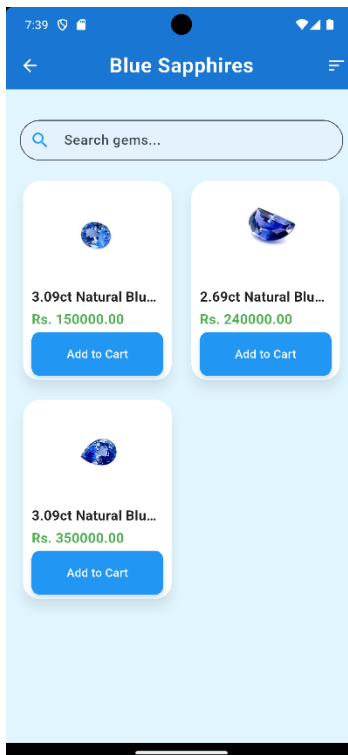 7:39
Blue Sapphires
Search gems...
3.09ct Natural Blu...
Rs. 150000.00
Add to Cart
2.69ct Natural Blu...
Rs. 240000.00
Add to Cart
3.09ct Natural Blu...
Rs. 350000.00
Add to Cart